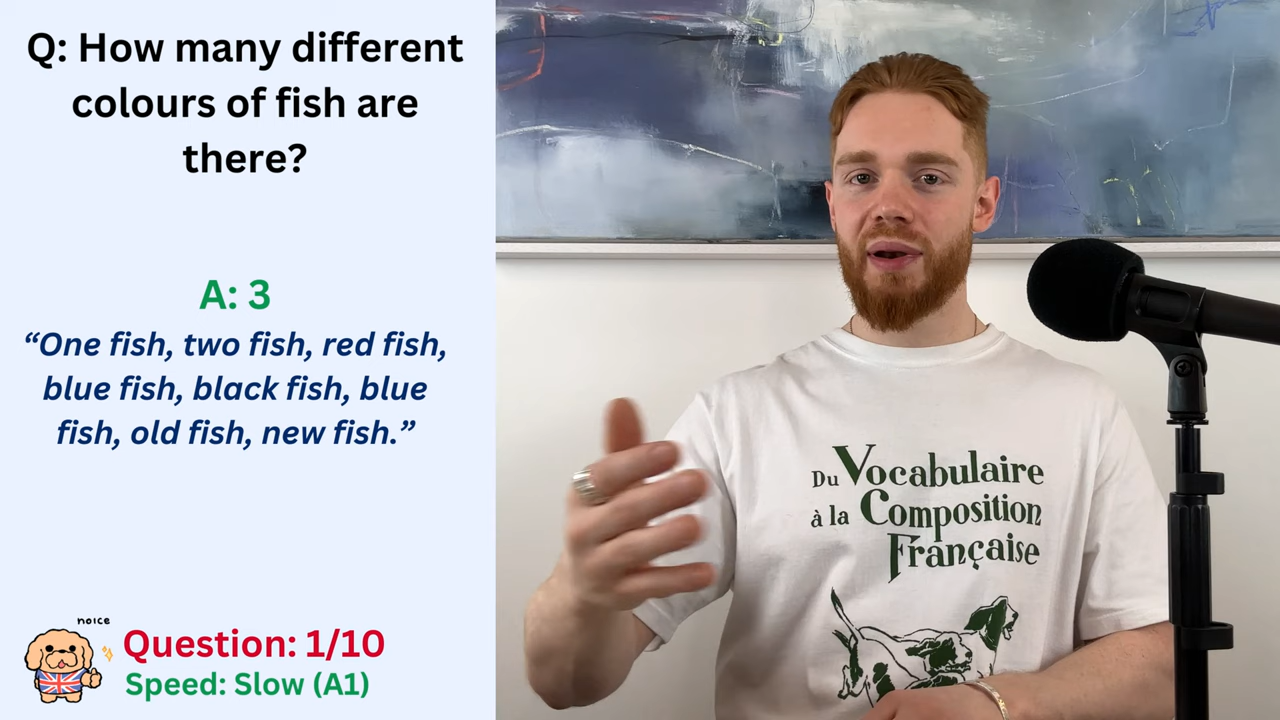 Q: How many different
colours of fish are
there?
A: 3
“One fish, two fish, red fish,
blue fish, black fish, blue
fish, old fish, new fish.”
noice
Question: 1/10
Speed: Slow (A1)
Du Vocabulaire
à la Composition
Française